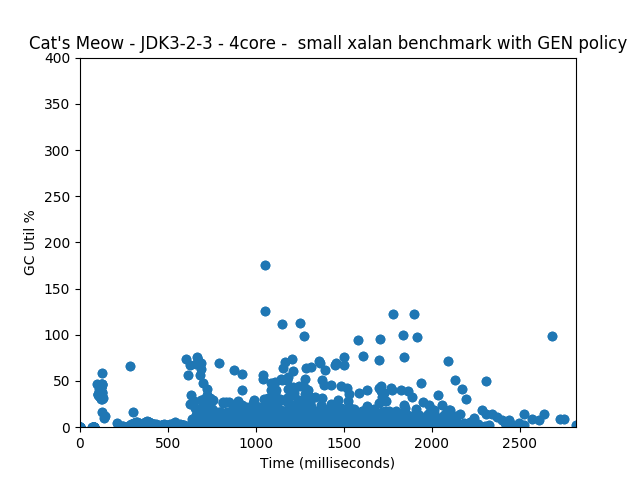 Cat's Meow - JDK3-2-3 - 4core -  small xalan benchmark with GEN policy
400
350
300
250
200
150
100
50
0
GC Util %
0 500 1000 1500 2000 2500
Time (milliseconds)